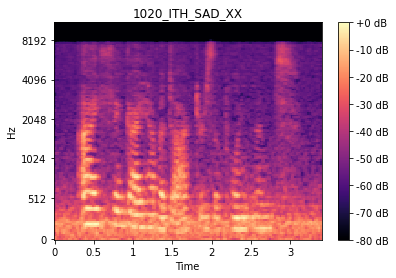 1020_ITH_SAD_XX
+0 dB
8192
-10 dB
4096
-20 dB
-30 dB
2048
Hz
-40 dB
1024
-50 dB
512
-60 dB
-70 dB
0
-80 dB
0 0.5 1 1.5 2 2.5 3
Time